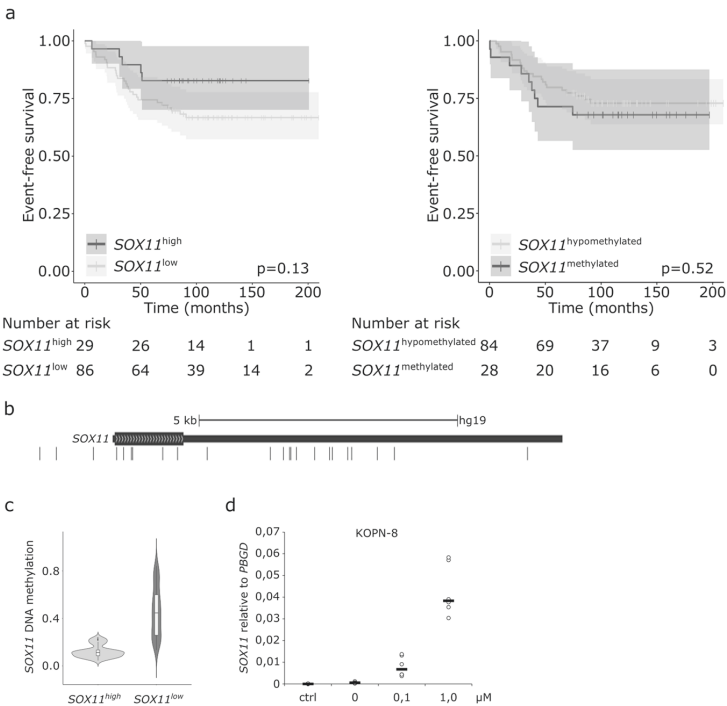 a
1.00
0.75
0.50
0.25
0.00
Event-free survival
SOX11high
SOX11low
p=0.13
0 50 100 150 200
Time (months)
Number at risk
SOX11high 29 26 14 1 1
SOX11low 86 64 39 14 2
1.00
0.75
0.50
0.25
0.00
Event-free survival
SOX11hypomethylated
SOX11methylated
p=0.52
0 50 100 150 200
Time (months)
Number at risk
SOX11hypomethylated 84 69 37 9 3
SOX11methylated 28 20 16 6 0
b
5 kb hg19
SOX11
c
SOX11 DNA methylation
0.8
0.4
0.0
SOX11high SOX11low
d
KOPN-8
SOX11 relative to PBGD
0,07
0,06
0,05
0,04
0,03
0,02
0,01
0
ctrl 0 0,1 1,0 μM